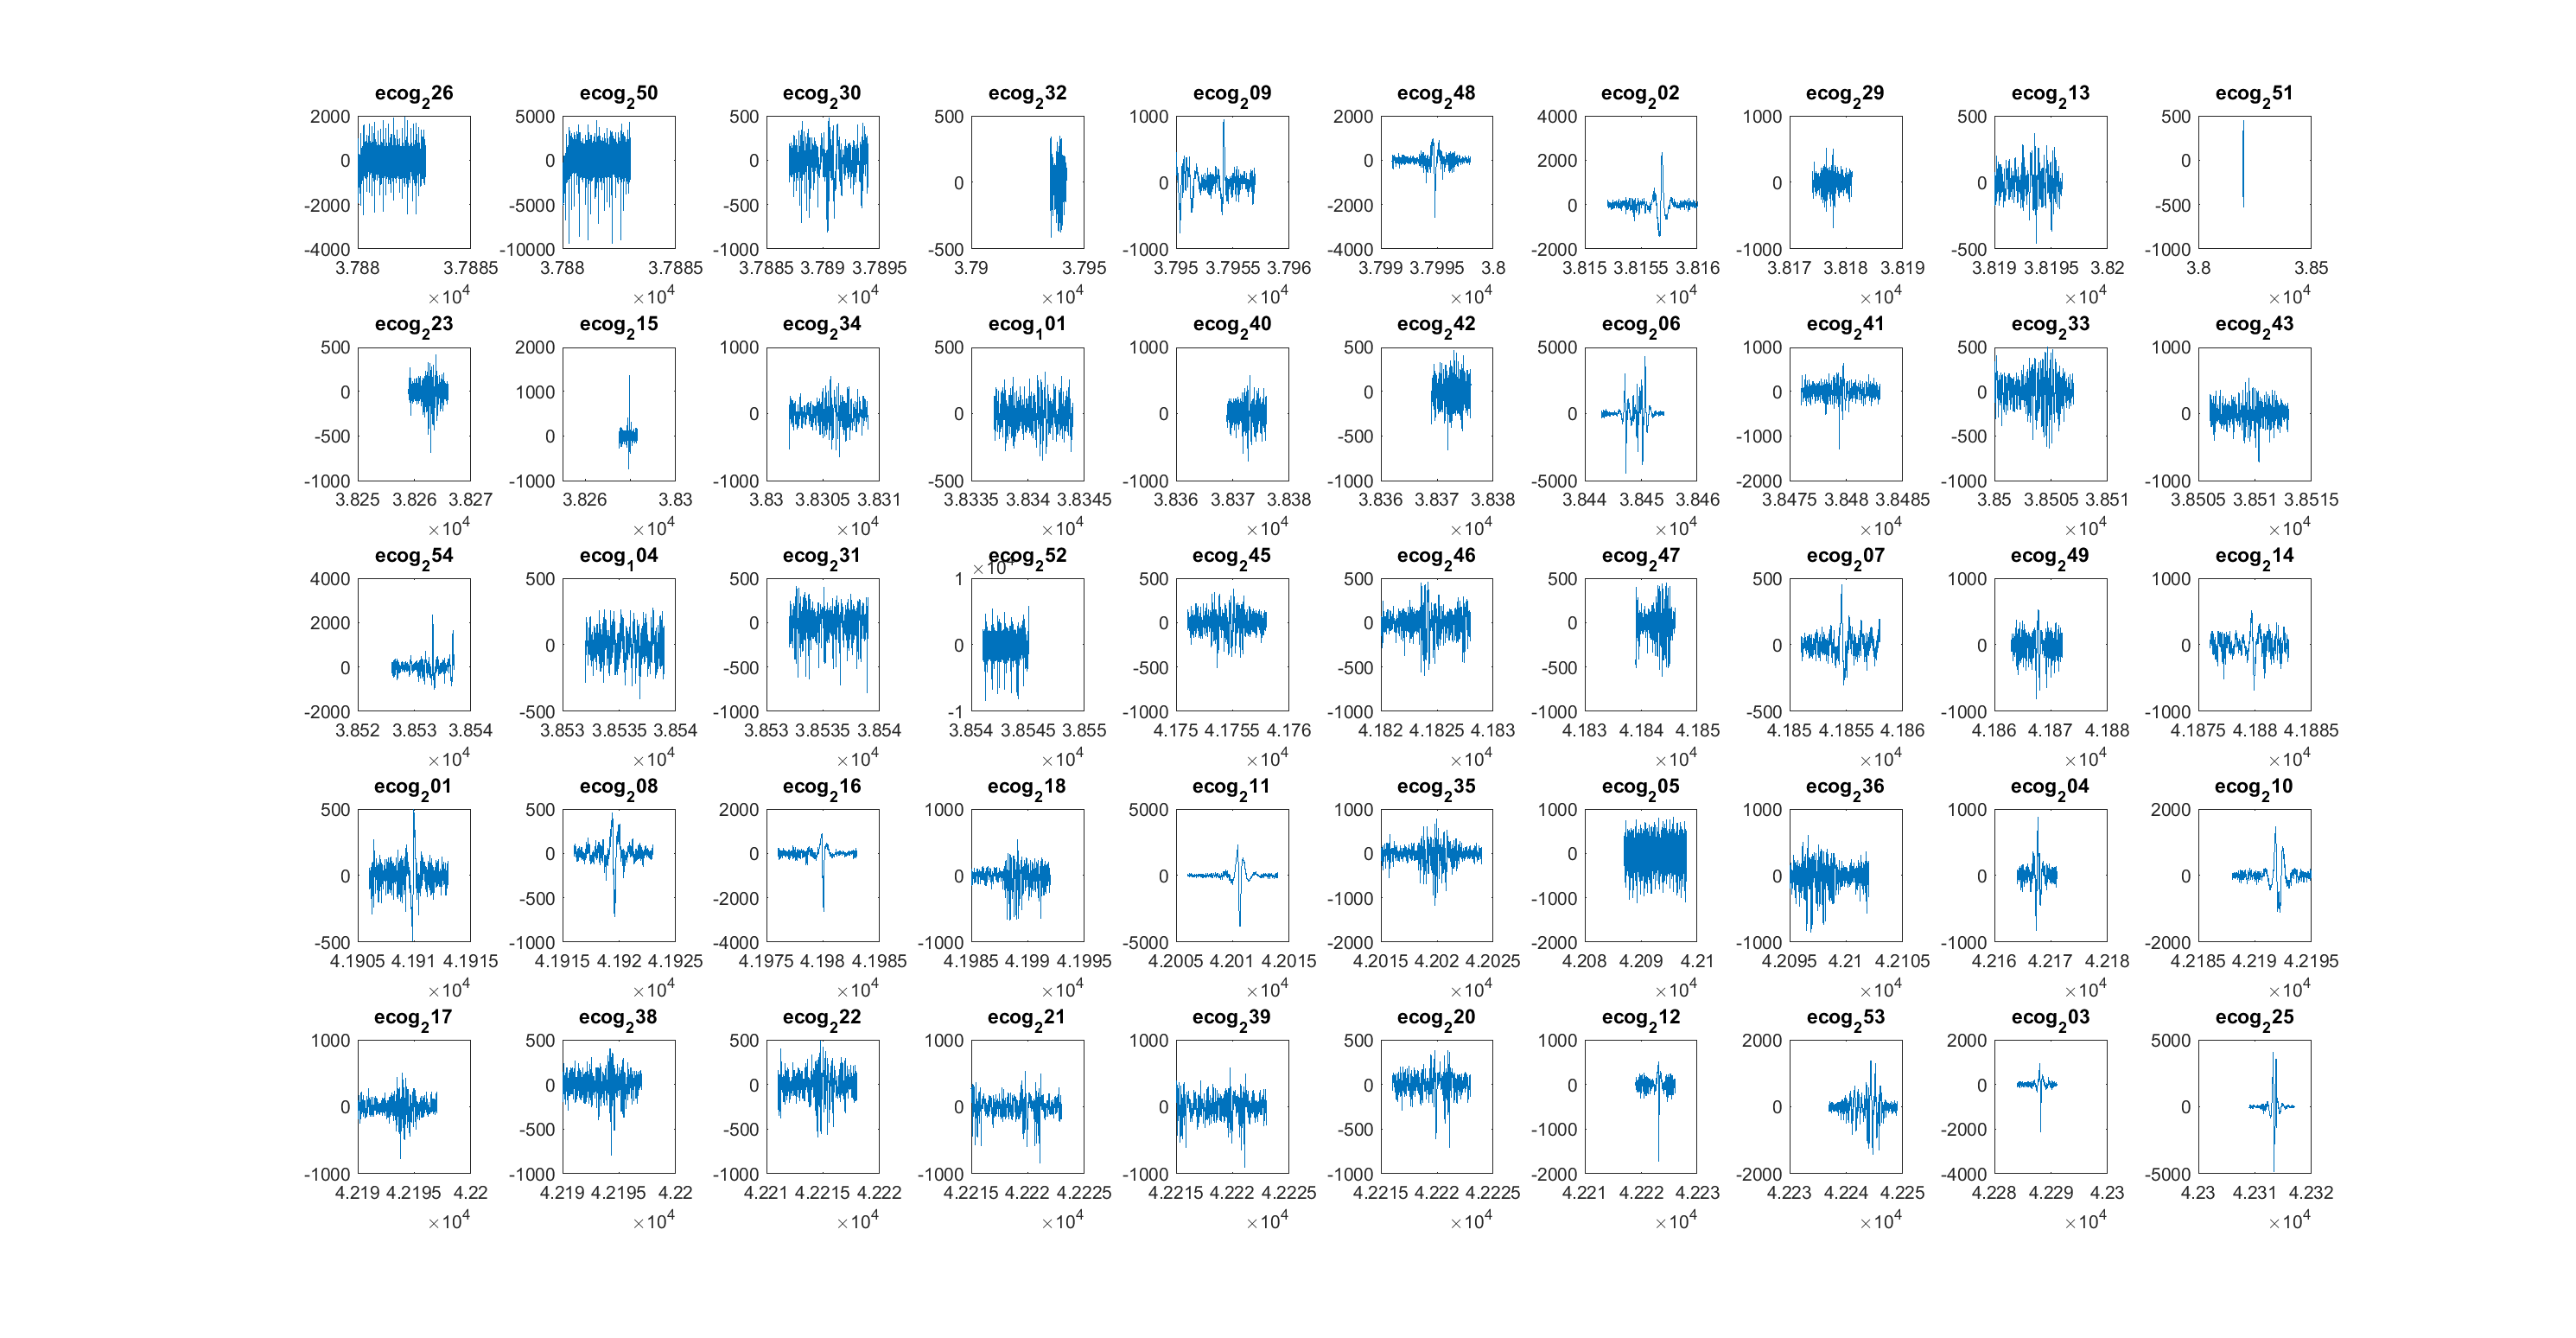 ecog₂26 ecog₂50 ecog₂30 ecog₂32 ecog₂09 ecog₂48 ecog₂02 ecog₂29 ecog₂13 ecog₂51
2000 5000 500 500 1000 2000 4000 1000 500 500
0 0 0 0 2000 0
0 0 0 0
-2000 -5000 -500 -2000 0 -500
-4000 -10000 -1000 -500 -1000 -4000 -2000 -1000 -500 -1000
3.788 3.7885 3.788 3.7885 3.7885 3.789 3.7895 3.79 3.795 3.795 3.7955 3.796 3.799 3.7995 3.8 3.815 3.8155 3.816 3.817 3.818 3.819 3.819 3.8195 3.82 3.8 3.85
×10⁴ ×10⁴ ×10⁴ ×10⁴ ×10⁴ ×10⁴ ×10⁴ ×10⁴ ×10⁴ ×10⁴
ecog₂23 ecog₂15 ecog₂34 ecog₁01 ecog₂40 ecog₂42 ecog₂06 ecog₂41 ecog₂33 ecog₂43
500 2000 1000 500 1000 500 5000 1000 500 1000
0 1000 0 0 0
0 0 0 0 0
-500 0 -500 -1000 -500
-1000 -1000 -1000 -500 -1000 -1000 -5000 -2000 -1000 -1000
3.825 3.826 3.827 3.826 3.83 3.83 3.8305 3.831 3.8335 3.834 3.8345 3.836 3.837 3.838 3.836 3.837 3.838 3.844 3.845 3.846 3.8475 3.848 3.8485 3.85 3.8505 3.851 3.8505 3.851 3.8515
×10⁴ ×10⁴ ×10⁴ ×10⁴ ×10⁴ ×10⁴ ×10⁴ ×10⁴ ×10⁴ ×10⁴
ecog₂54 ecog₁04 ecog₂31 ecog₂52 ecog₂45 ecog₂46 ecog₂47 ecog₂07 ecog₂49 ecog₂14
4000 500 500 1 500 500 500 500 1000 1000
2000 0 0 0 0
0 0 0 0 0
0 -500 -500 -500 -500
-2000 -500 -1000 -1 -1000 -1000 -1000 -500 -1000 -1000
3.852 3.853 3.854 3.853 3.8535 3.854 3.853 3.8535 3.854 3.854 3.8545 3.855 4.175 4.1755 4.176 4.182 4.1825 4.183 4.183 4.184 4.185 4.185 4.1855 4.186 4.186 4.187 4.188 4.1875 4.188 4.1885
×10⁴ ×10⁴ ×10⁴ ×10⁴ ×10⁴ ×10⁴ ×10⁴ ×10⁴ ×10⁴
ecog₂01 ecog₂08 ecog₂16 ecog₂18 ecog₂11 ecog₂35 ecog₂05 ecog₂36 ecog₂04 ecog₂10
500 500 2000 1000 5000 1000 1000 1000 1000 2000
0 0 0 0
0 0 0 0 0 0
-500 -2000 -1000 -1000
-500 -1000 -4000 -1000 -5000 -2000 -2000 -1000 -1000 -2000
4.1905 4.191 4.1915 4.1915 4.192 4.1925 4.1975 4.198 4.1985 4.1985 4.199 4.1995 4.2005 4.201 4.2015 4.2015 4.202 4.2025 4.208 4.209 4.21 4.2095 4.21 4.2105 4.216 4.217 4.218 4.2185 4.219 4.2195
×10⁴ ×10⁴ ×10⁴ ×10⁴ ×10⁴ ×10⁴ ×10⁴ ×10⁴ ×10⁴ ×10⁴
ecog₂17 ecog₂38 ecog₂22 ecog₂21 ecog₂39 ecog₂20 ecog₂12 ecog₂53 ecog₂03 ecog₂25
1000 500 500 1000 1000 500 1000 2000 2000 5000
0 0 0 0 0
0 0 0 0 0
-500 -500 -500 -1000 -2000
-1000 -1000 -1000 -1000 -1000 -1000 -2000 -2000 -4000 -5000
4.219 4.2195 4.22 4.219 4.2195 4.22 4.221 4.2215 4.222 4.2215 4.222 4.2225 4.2215 4.222 4.2225 4.2215 4.222 4.2225 4.221 4.222 4.223 4.223 4.224 4.225 4.228 4.229 4.23 4.23 4.231 4.232
×10⁴ ×10⁴ ×10⁴ ×10⁴ ×10⁴ ×10⁴ ×10⁴ ×10⁴ ×10⁴ ×10⁴